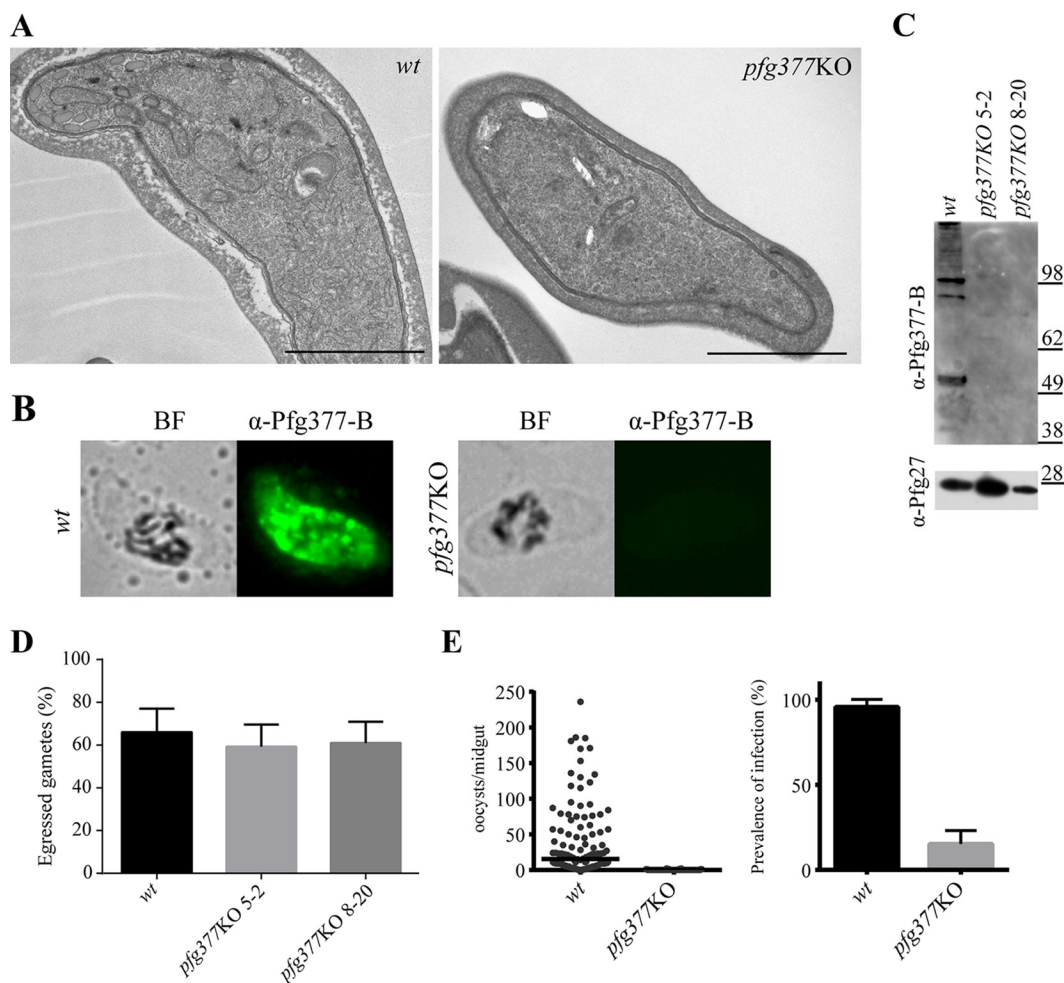 A
wt
pfg377KO
C
wt
pfg377KO 5-2
pfg377KO 8-20
α-Pfg377-B
98
62
49
38
α-Pfg27
28
B
BF
α-Pfg377-B
BF
α-Pfg377-B
wt
pfg377KO
D
Egressed gametes (%)
100
80
60
40
20
0
wt
pfg377KO 5-2
pfg377KO 8-20
E
oocysts/midgut
250
200
150
100
50
0
wt
pfg377KO
Prevalence of infection (%)
100
50
0
wt
pfg377KO